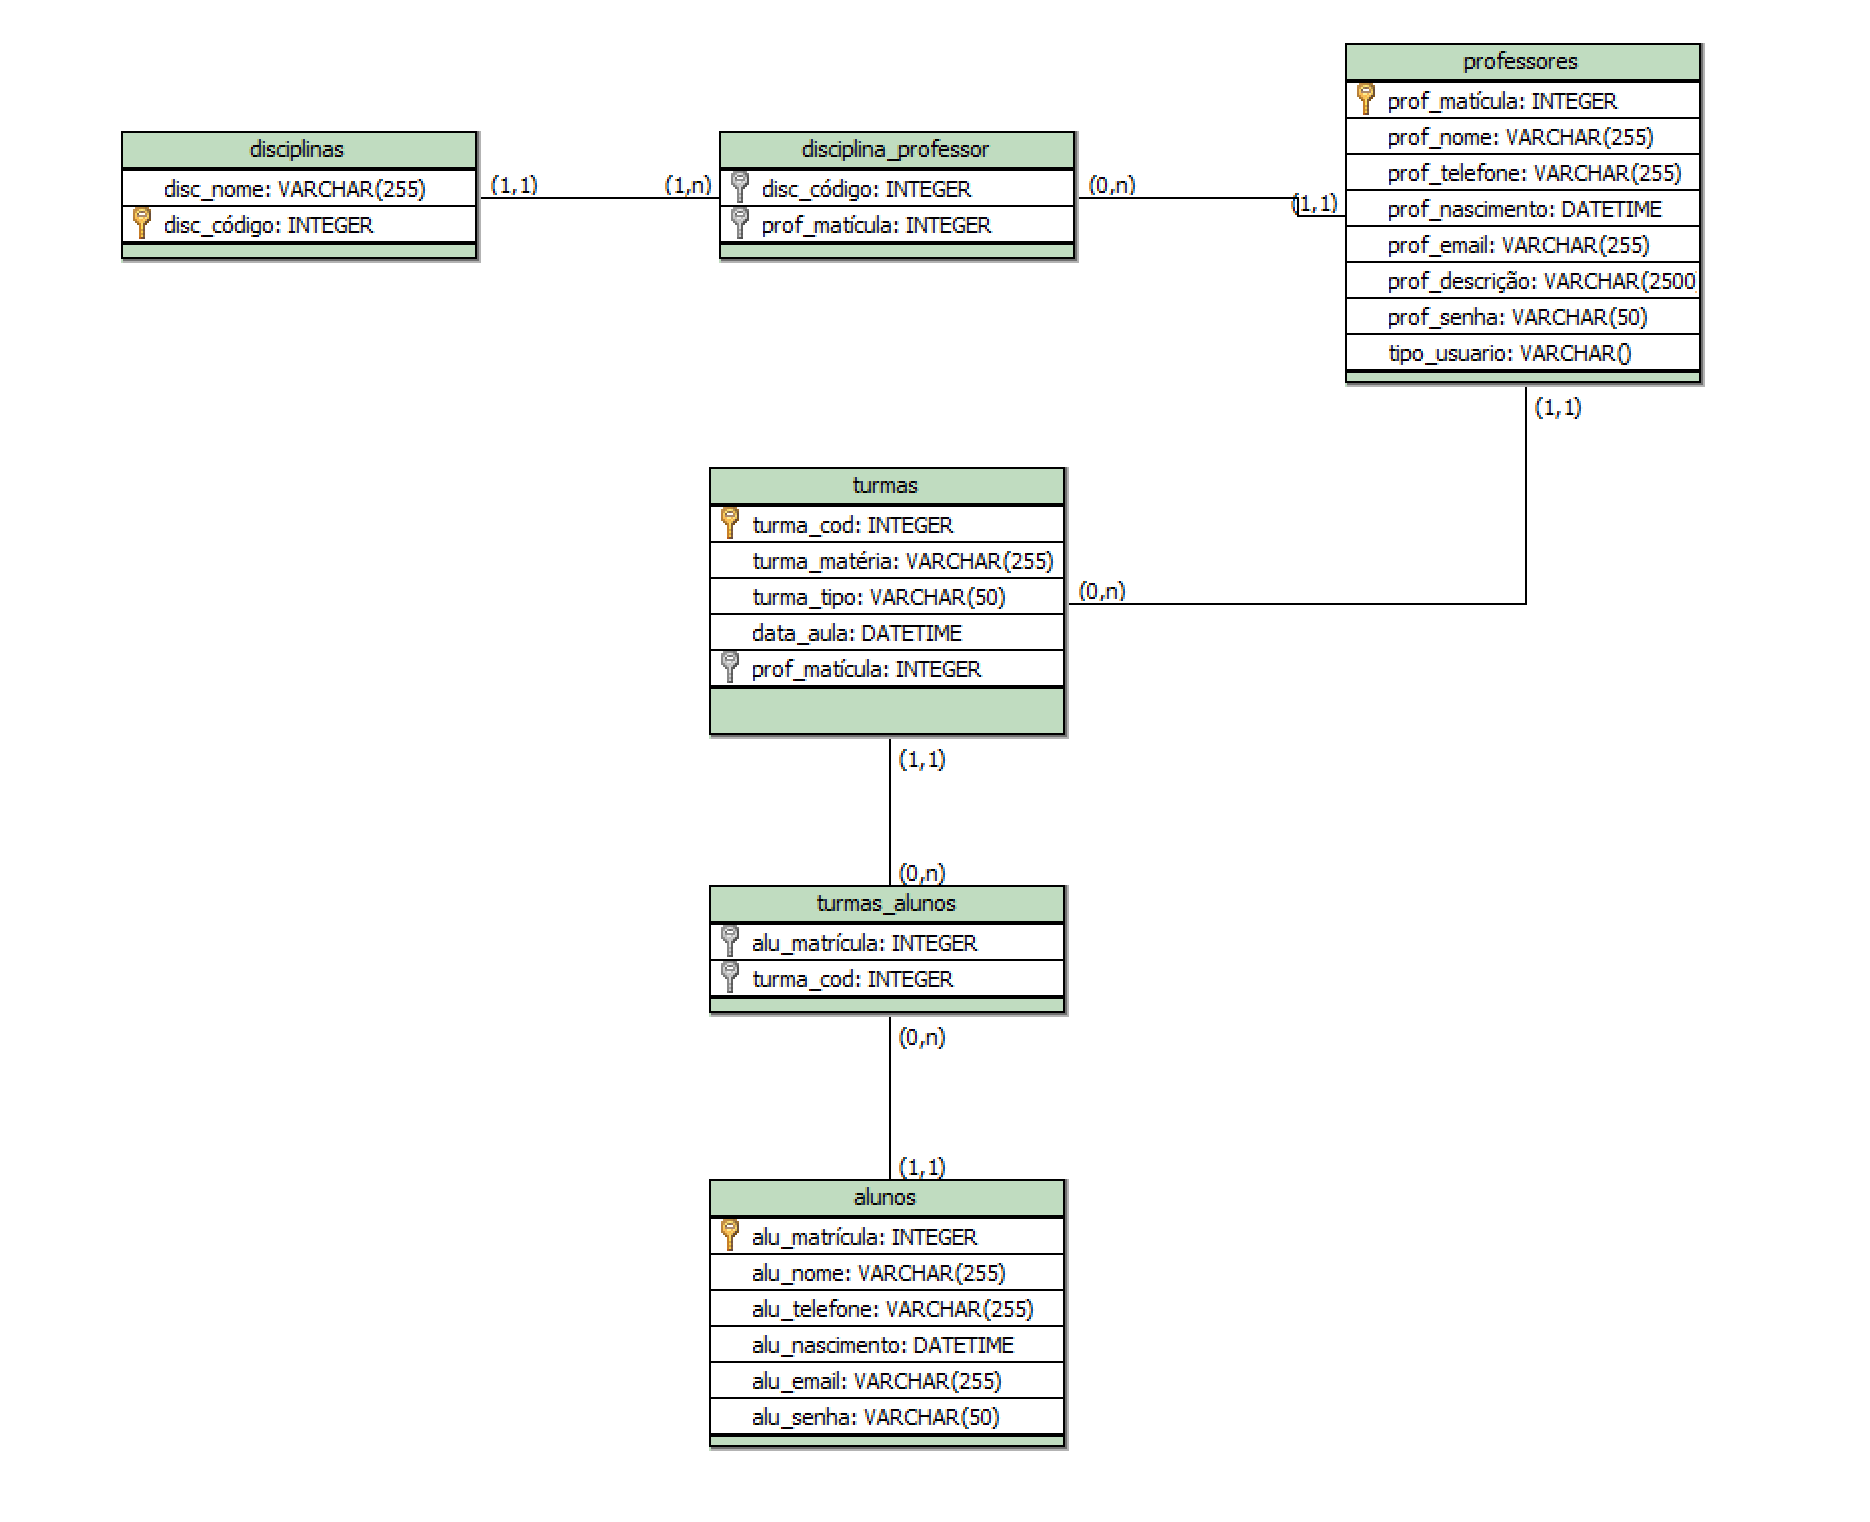 professores
prof_matícula: INTEGER
prof_nome: VARCHAR(255)
prof_telefone: VARCHAR(255)
prof_nascimento: DATETIME
prof_email: VARCHAR(255)
prof_descrição: VARCHAR(2500)
prof_senha: VARCHAR(50)
tipo_usuario: VARCHAR()
disciplinas
disc_nome: VARCHAR(255)
disc_código: INTEGER
(1,1)
(1,n)
disciplina_professor
disc_código: INTEGER
prof_matícula: INTEGER
(0,n)
(1,1)
(1,1)
turmas
turma_cod: INTEGER
turma_matéria: VARCHAR(255)
turma_tipo: VARCHAR(50)
data_aula: DATETIME
prof_matícula: INTEGER
(0,n)
(1,1)
(0,n)
turmas_alunos
alu_matrícula: INTEGER
turma_cod: INTEGER
(0,n)
(1,1)
alunos
alu_matrícula: INTEGER
alu_nome: VARCHAR(255)
alu_telefone: VARCHAR(255)
alu_nascimento: DATETIME
alu_email: VARCHAR(255)
alu_senha: VARCHAR(50)